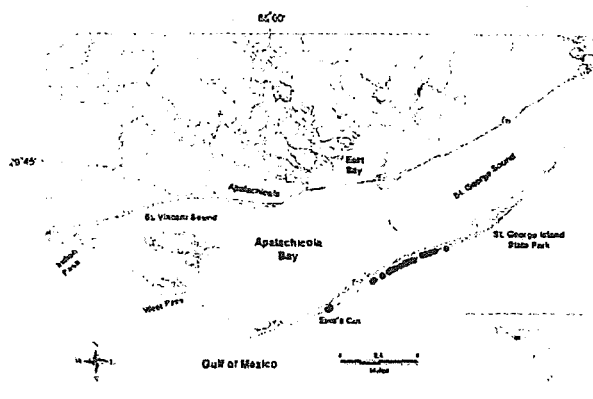 85°00'
29°45'
East
Bay
St. George Sound
Apalachicola
St. Vincent Sound
St. George Island
State Park
Apalachicola
Bay
Indian
Pass
West Pass
Sike's Cut
Gulf of Mexico
Miles